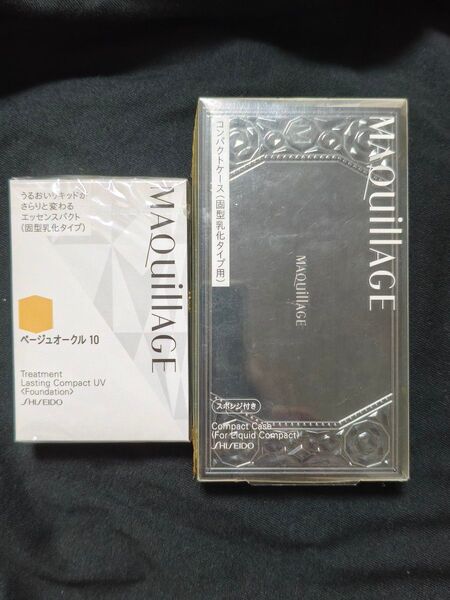 うるおいリキッドが
さらりと変わる
エッセンスパクト
(固型乳化タイプ)
MAQuillAGE
ベージュオークル 10
Treatment
Lasting Compact UV
<Foundation>
SHISEIDO
コンパクトケース(固型乳化タイプ用)
MAQuillAGE
MAQuillAGE
スポンジ付き
Compact Case
(For Liquid Compact)
SHISEIDO